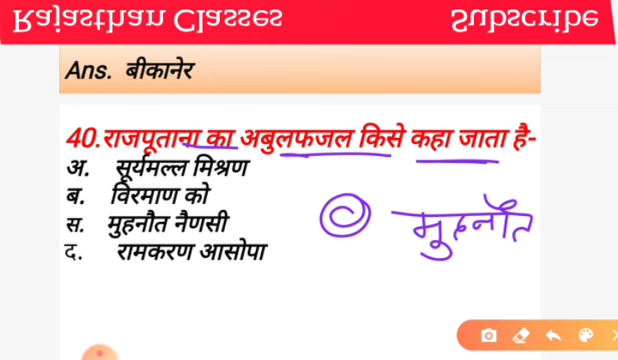 Rajasthan Classes Subscribe
Ans. बीकानेर
40.राजपूताना का अबुलफजल किसे कहा जाता है-
अ. सूर्यमल्ल मिश्रण
ब. विरमाण को
स. मुहनौत नैणसी
द. रामकरण आसोपा
मुहनौत